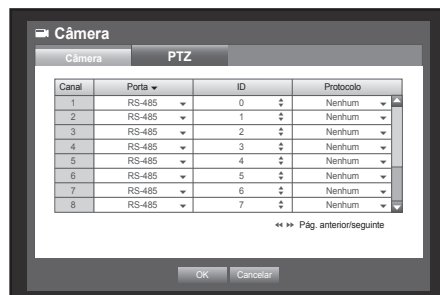 Câmera
Câmera PTZ
Canal Porta ID Protocolo
1 RS-485 0 Nenhum
2 RS-485 1 Nenhum
3 RS-485 2 Nenhum
4 RS-485 3 Nenhum
5 RS-485 4 Nenhum
6 RS-485 5 Nenhum
7 RS-485 6 Nenhum
8 RS-485 7 Nenhum
Pág. anterior/seguinte
OK Cancelar